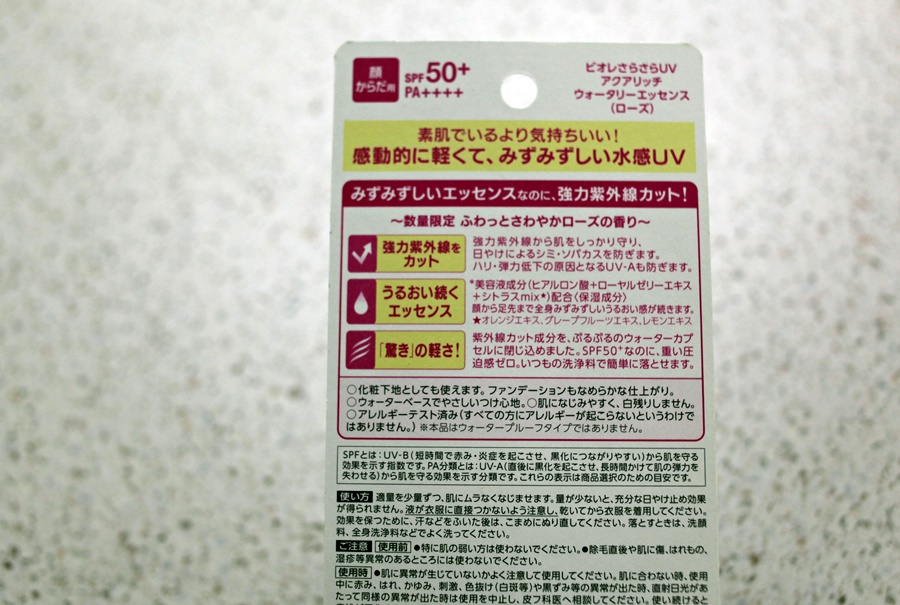 顔
からだ用
SPF50+
PA++++
ビオレさらさらUV
アクアリッチ
ウォータリーエッセンス
(ローズ)
素肌でいるより気持ちいい!
感動的に軽くて、みずみずしい水感UV
みずみずしいエッセンスなのに、強力紫外線カット!
〜数量限定 ふわっとさわやかローズの香り〜
強力紫外線を
カット
強力紫外線から肌をしっかり守り、
日やけによるシミ・ソバカスを防ぎます。
ハリ・弾力低下の原因となるUV-Aも防ぎます。
うるおい続く
エッセンス
*美容液成分(ヒアルロン酸+ローヤルゼリーエキス
+シトラスmix★)配合(保湿成分)
顔から足先まで全身みずみずしいうるおい感が続きます。
★オレンジエキス、グレープフルーツエキス、レモンエキス
「驚き」の軽さ!
紫外線カット成分を、ぷるぷるのウォーターカプ
セルに閉じ込めました。SPF50+なのに、重い圧
迫感ゼロ。いつもの洗浄料で簡単に落とせます。
○化粧下地としても使えます。ファンデーションもなめらかな仕上がり。
○ウォーターベースでやさしいつけ心地。○肌になじみやすく、白残りしません。
○アレルギーテスト済み(すべての方にアレルギーが起こらないというわけで
はありません。)※本品はウォータープルーフタイプではありません。
SPFとは:UV-B(短時間で赤み・炎症を起こさせ、黒化につながりやすい)から肌を守る
効果を示す指数です。PA分類とは:UV-A(直後に黒化を起こさせ、長時間かけて肌の弾力を
失わせる)から肌を守る効果を示す分類です。これらの表示は商品選択のための目安です。
使い方 適量を少量ずつ、肌にムラなくなじませます。量が少ないと、充分な日やけ止め効果
が得られません。液が衣服に直接つかないよう注意し、乾いてから衣服を着用してください。
効果を保つために、汗などをふいた後は、こまめにぬり直してください。落とすときは、洗顔
料、全身洗浄料などでよく洗ってください。
ご注意 使用前 ●特に肌の弱い方は使わないでください。●除毛直後や肌に傷、はれもの、
湿疹等異常のあるところには使わないでください。
使用時 ●肌に異常が生じていないかよく注意して使用してください。肌に合わない時、使用
中に赤み、はれ、かゆみ、刺激、色抜け(白斑等)や黒ずみ等の異常が出た時、直射日光があ
たって同様の異常が出た時は使用を中止し、皮フ科医へ相談してください。使い続けると